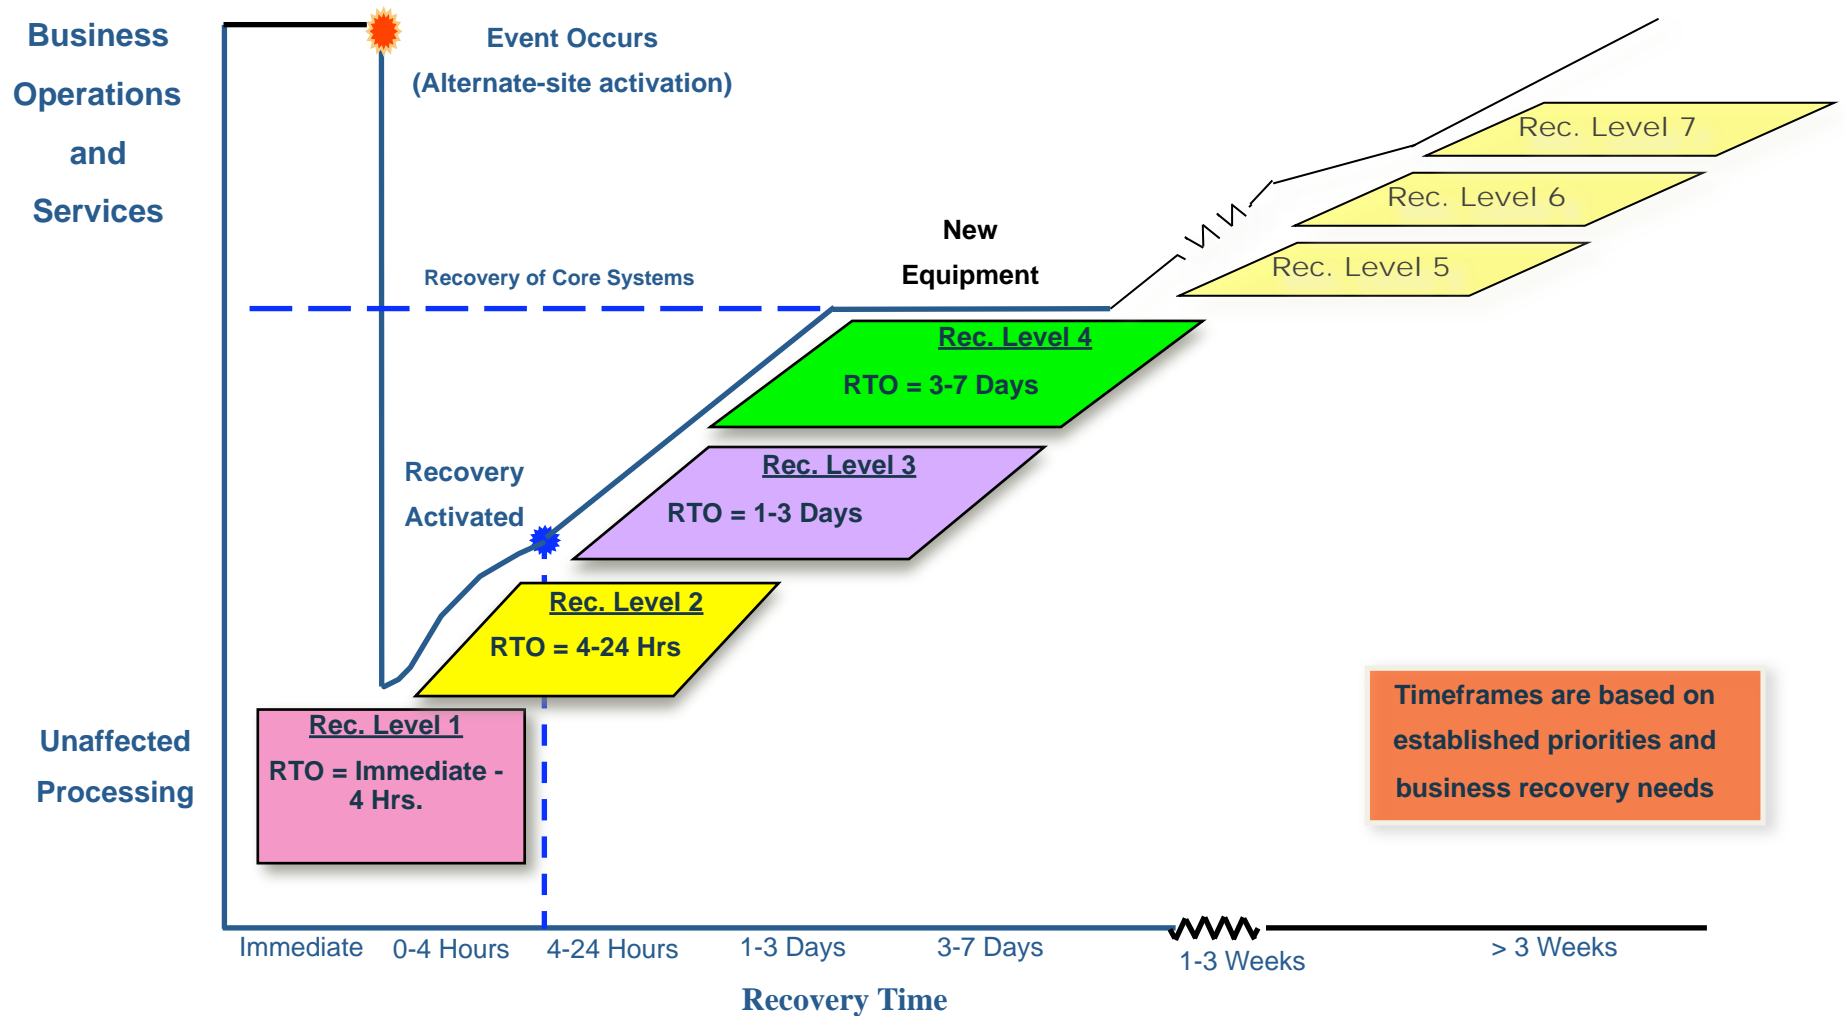 Business
Operations
and
Services
Event Occurs
(Alternate-site activation)
Rec. Level 7
Rec. Level 6
Rec. Level 5
New
Equipment
Recovery of Core Systems
Rec. Level 4
RTO = 3-7 Days
Rec. Level 3
RTO = 1-3 Days
Recovery
Activated
Rec. Level 2
RTO = 4-24 Hrs
Rec. Level 1
RTO = Immediate -
4 Hrs.
Unaffected
Processing
Timeframes are based on
established priorities and
business recovery needs
Immediate
0-4 Hours
4-24 Hours
1-3 Days
3-7 Days
1-3 Weeks
> 3 Weeks
Recovery Time